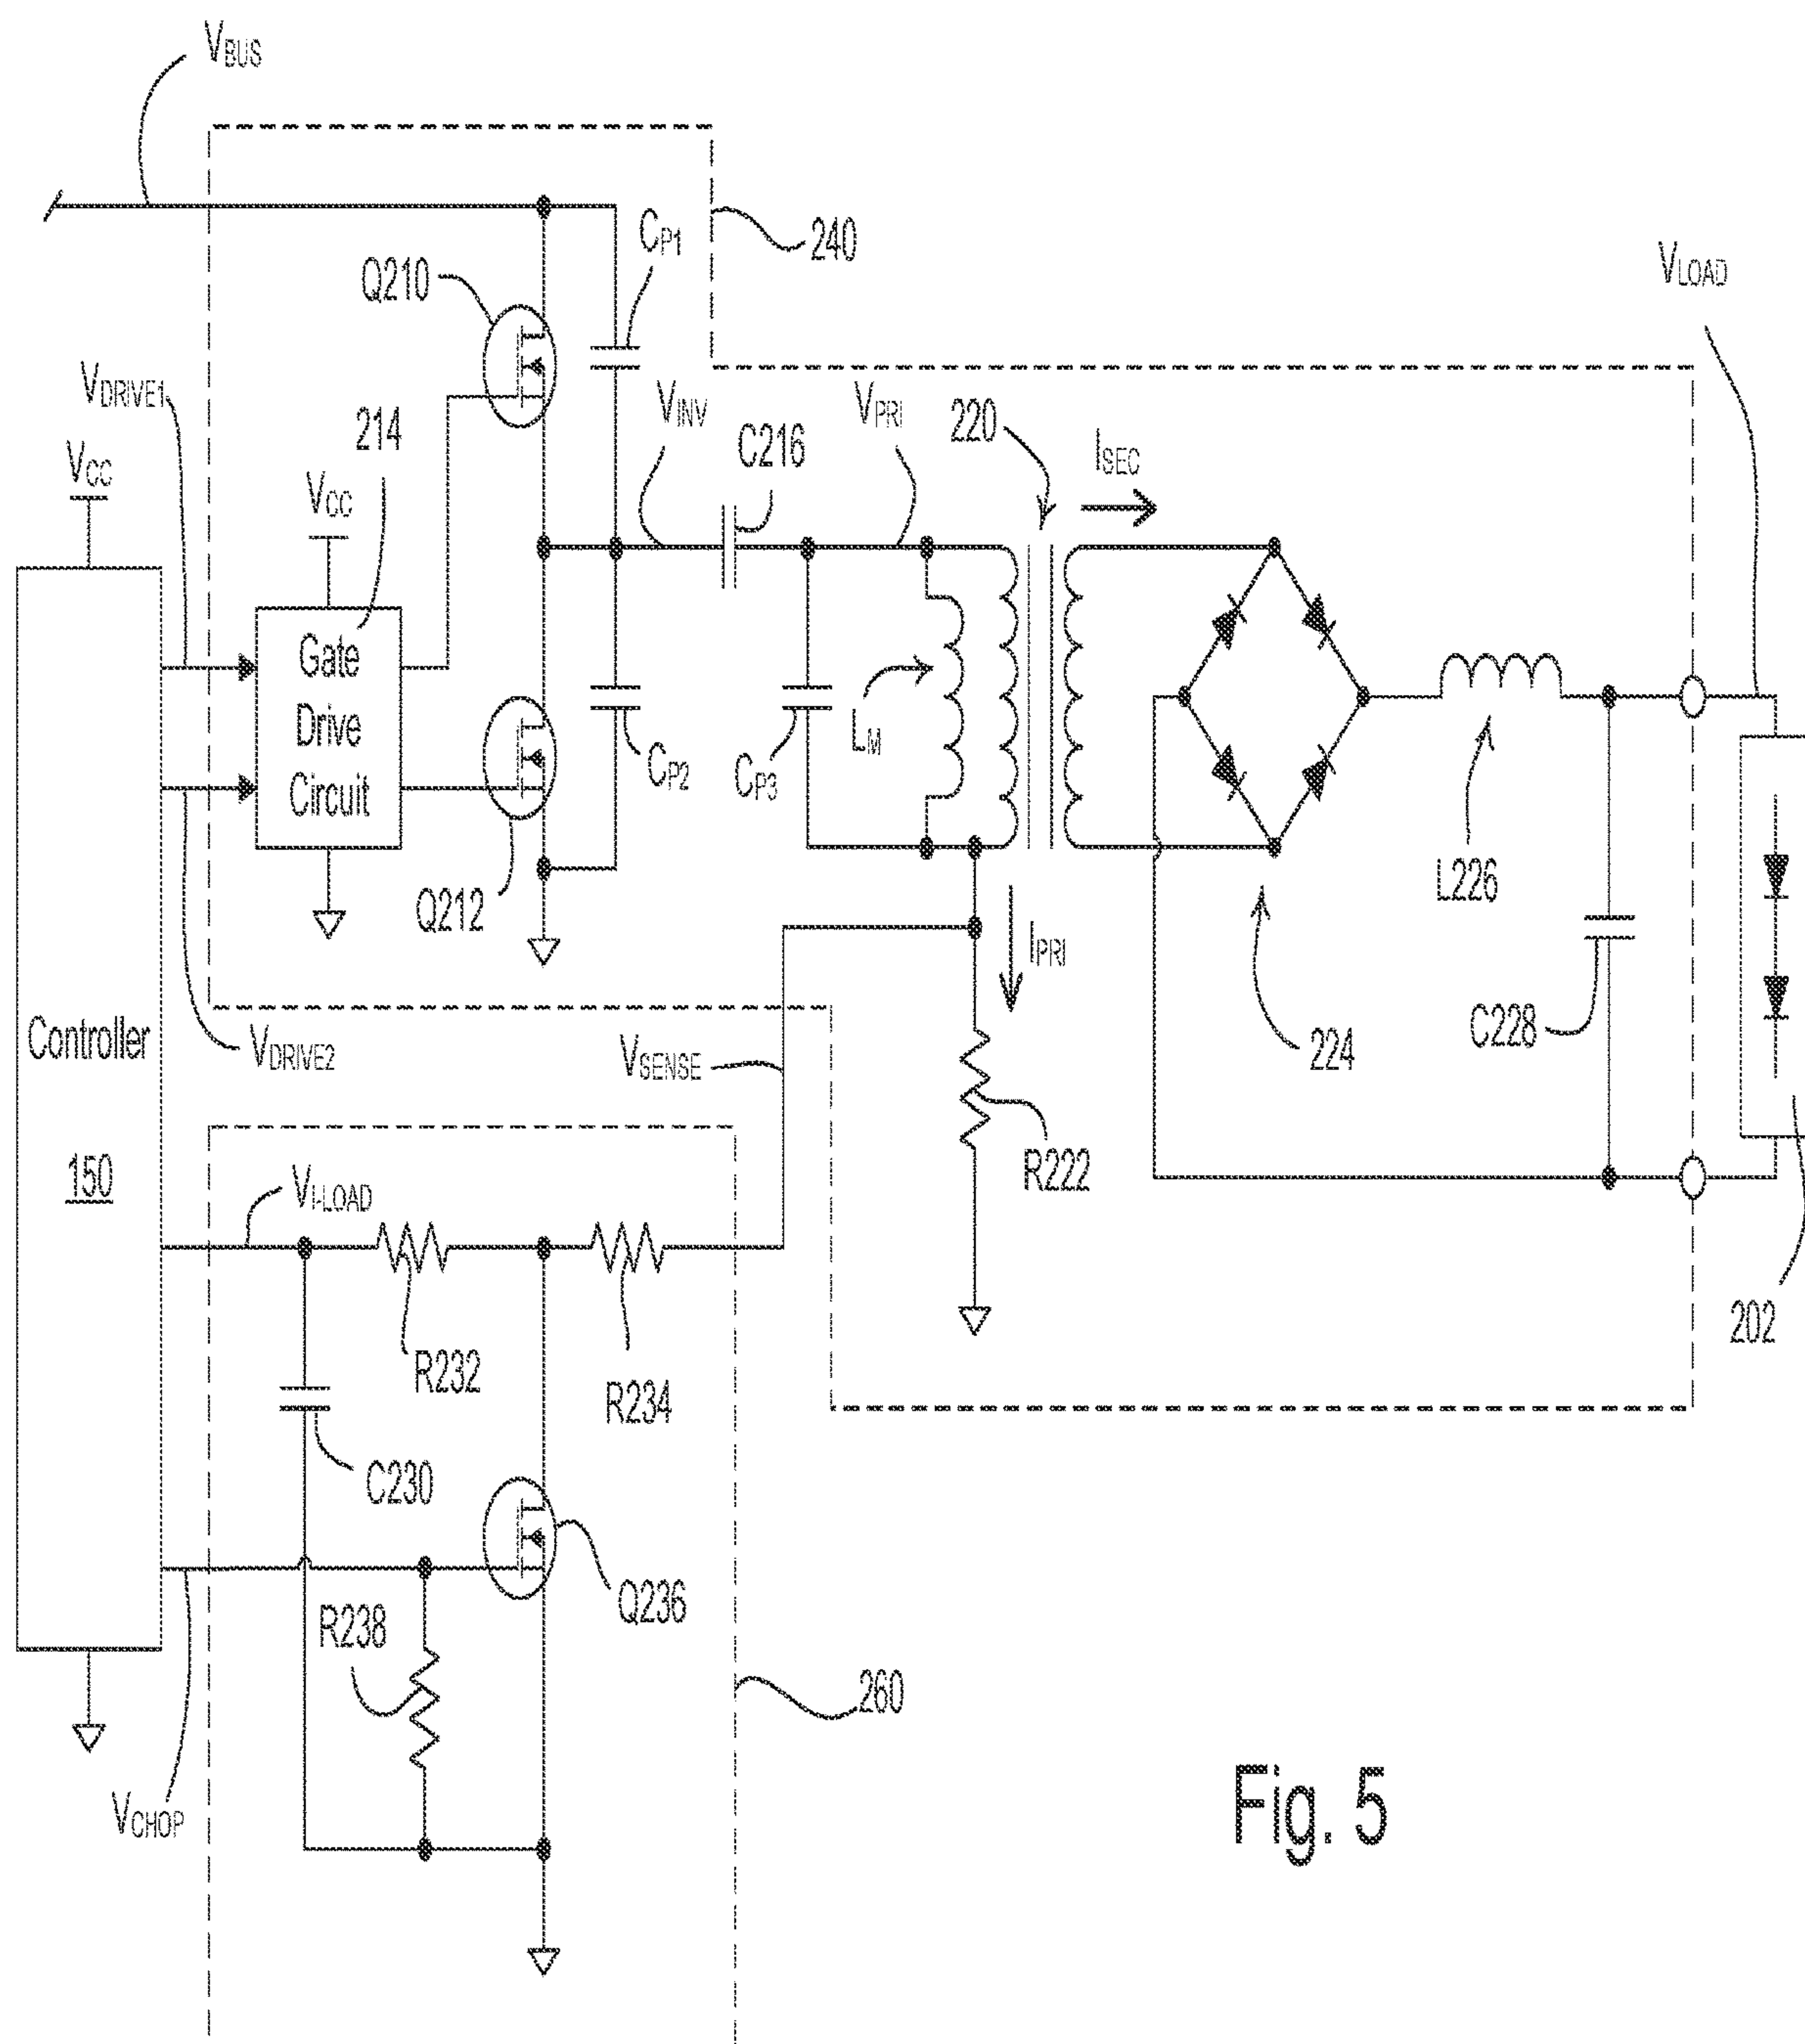 VBUS
CP1
240
Q210
VLOAD
VDRIVE1
214
VINV
C216
VPRI
220
ISEC
VCC
VCC
Gate
Drive
Circuit
LM
CP2
CP3
L226
Q212
IPRI
Controller
150
VDRIVE2
VSENSE
224
C228
R222
VI-LOAD
202
R232
R234
C230
Q236
R238
260
VCHOP
Fig. 5